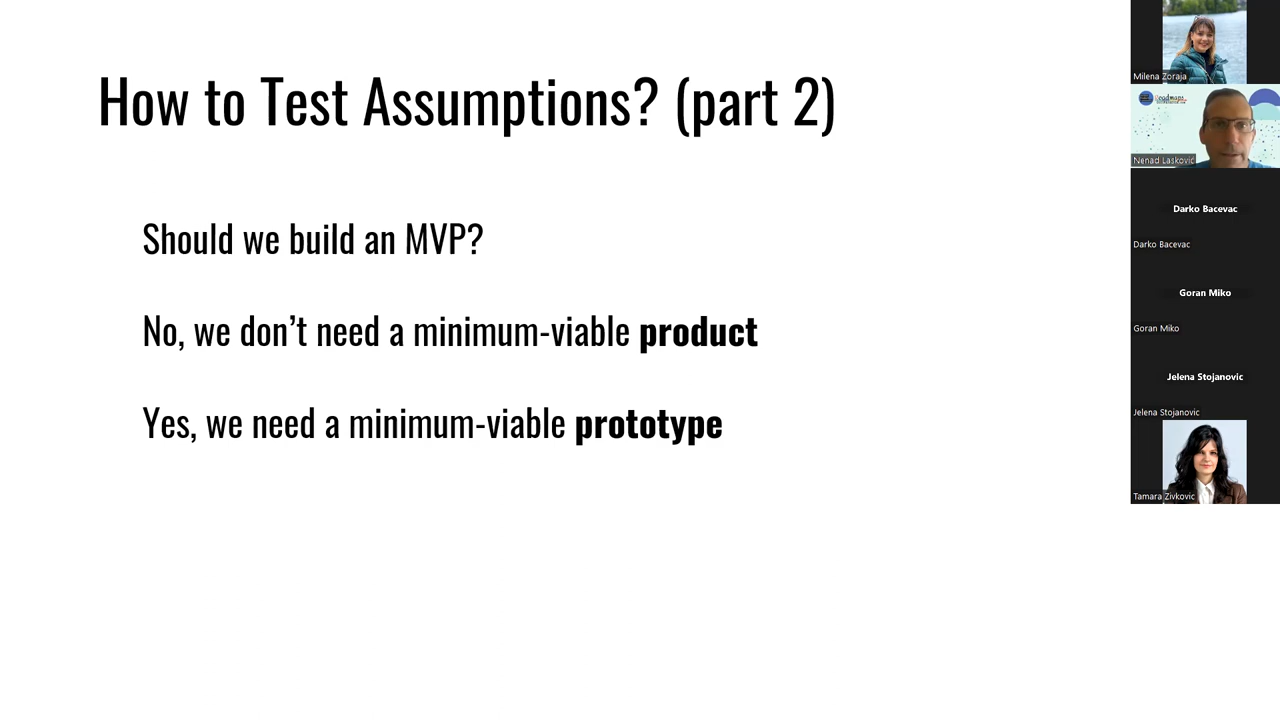 How to Test Assumptions? (part 2)
Should we build an MVP?
No, we don’t need a minimum-viable product
Yes, we need a minimum-viable prototype
Milena Zoraja
Nenad Lasković
Darko Bacevac
Darko Bacevac
Goran Miko
Goran Miko
Jelena Stojanovic
Jelena Stojanovic
Tamara Zivkovic